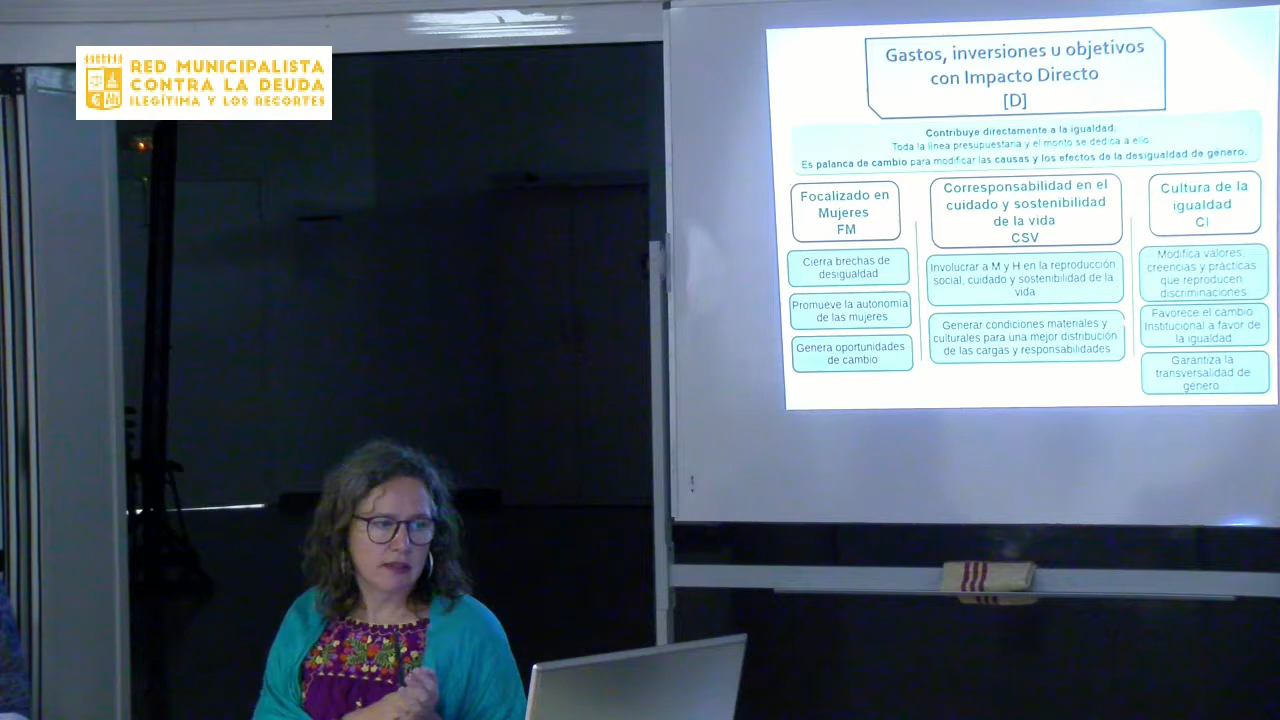 RED MUNICIPALISTA
CONTRA LA DEUDA
ILEGÍTIMA Y LOS RECORTES
Gastos, inversiones u objetivos
con Impacto Directo
[D]
Contribuye directamente a la igualdad.
Toda la línea presupuestaria y el monto se dedica a ello
Es palanca de cambio para modificar las causas y los efectos de la desigualdad de género.
Focalizado en
Mujeres
FM
Cierra brechas de
desigualdad
Promueve la autonomía
de las mujeres
Genera oportunidades
de cambio
Corresponsabilidad en el
cuidado y sostenibilidad
de la vida
CSV
Involucrar a M y H en la reproducción
social, cuidado y sostenibilidad de la
vida
Generar condiciones materiales y
culturales para una mejor distribución
de las cargas y responsabilidades
Cultura de la
igualdad
CI
Modifica valores,
creencias y prácticas
que reproducen
discriminaciones
Favorece el cambio
Institucional a favor de
la igualdad
Garantiza la
transversalidad de
género